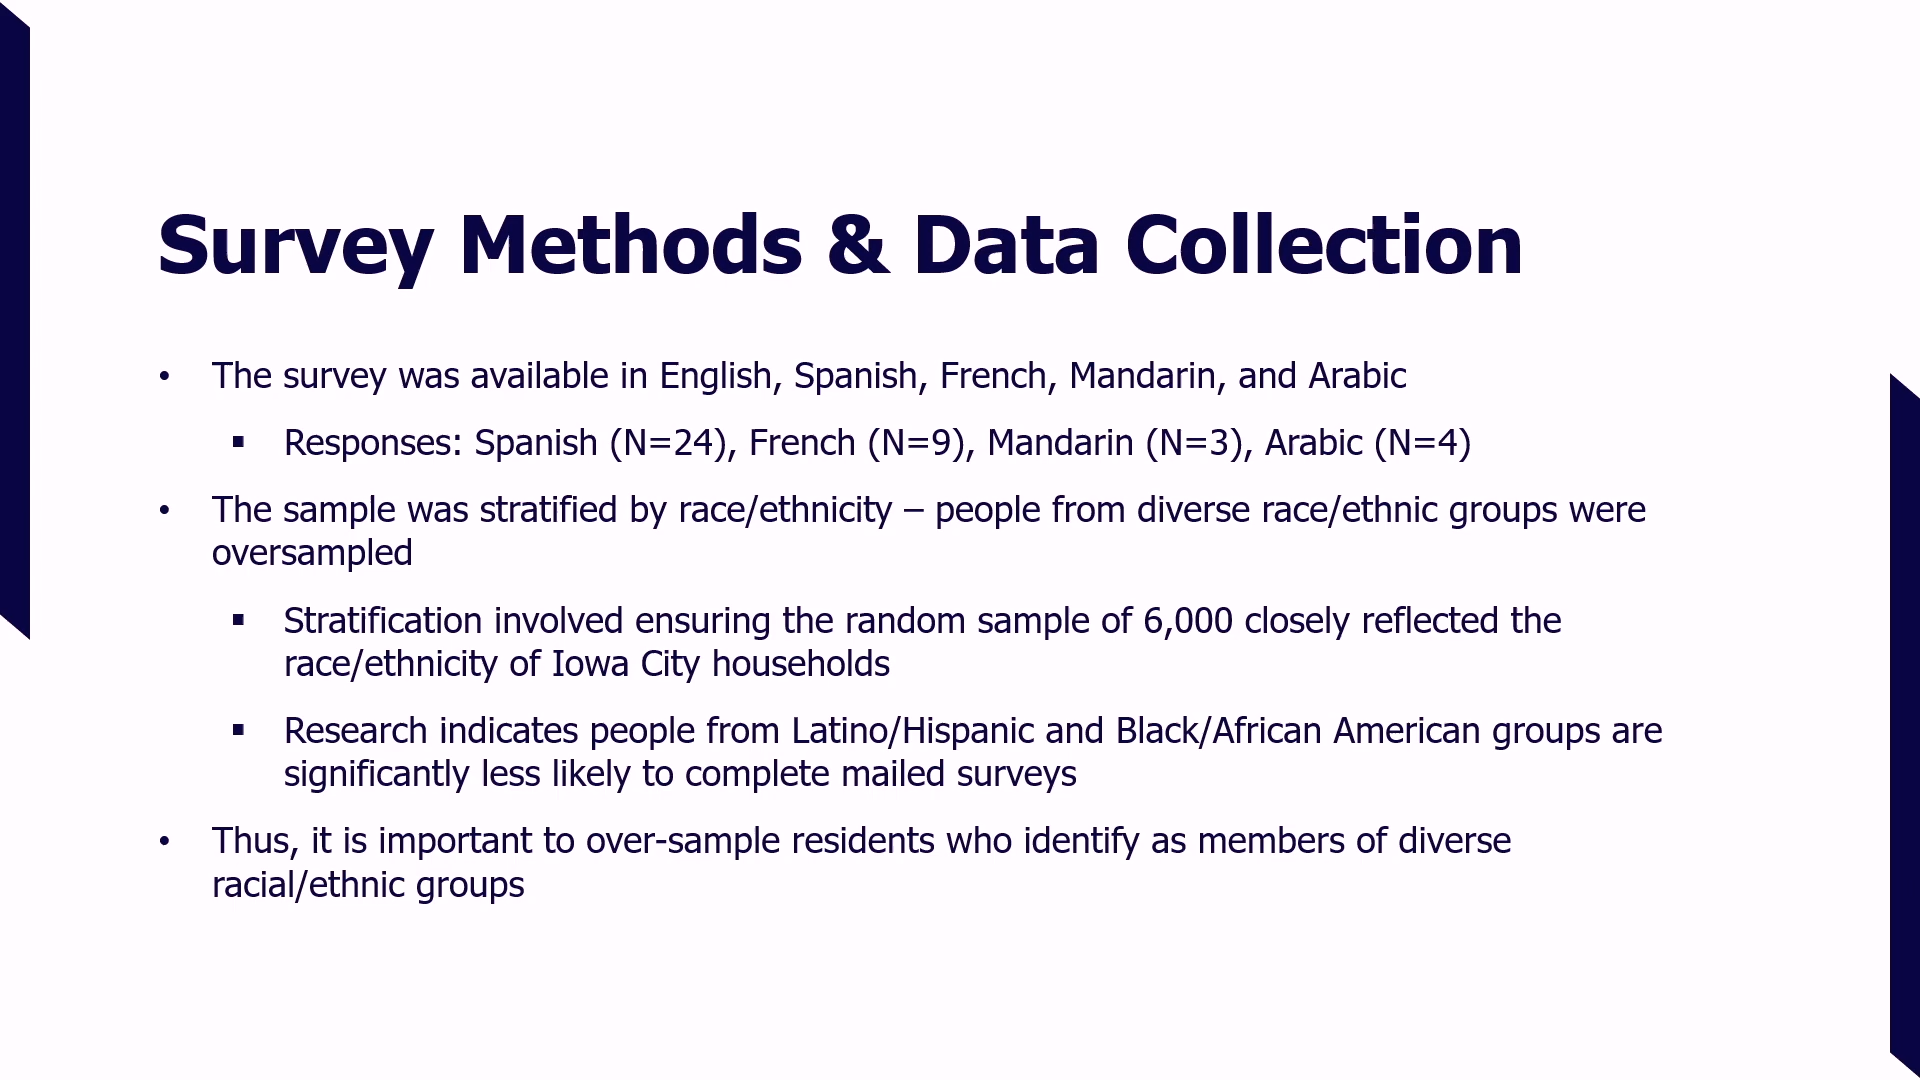 Survey Methods & Data Collection
• The survey was available in English, Spanish, French, Mandarin, and Arabic
▪ Responses: Spanish (N=24), French (N=9), Mandarin (N=3), Arabic (N=4)
• The sample was stratified by race/ethnicity – people from diverse race/ethnic groups were
oversampled
▪ Stratification involved ensuring the random sample of 6,000 closely reflected the
race/ethnicity of Iowa City households
▪ Research indicates people from Latino/Hispanic and Black/African American groups are
significantly less likely to complete mailed surveys
• Thus, it is important to over-sample residents who identify as members of diverse
racial/ethnic groups